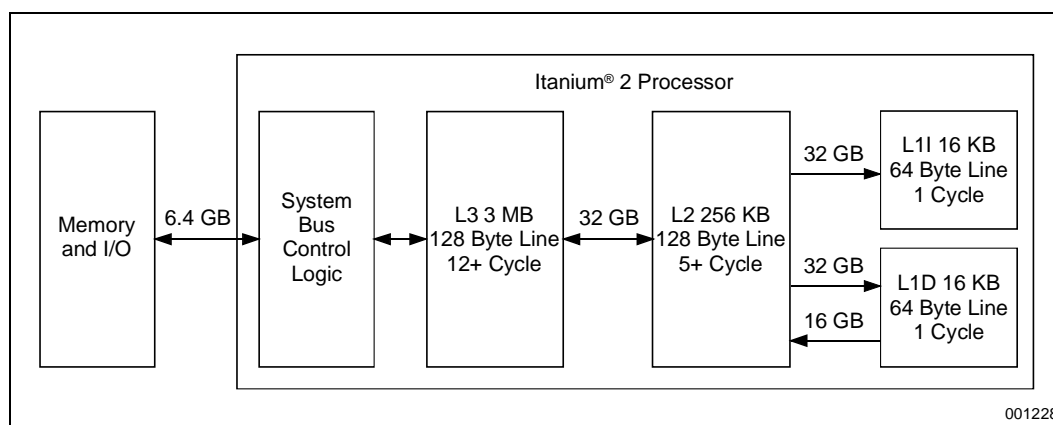 Itanium® 2 Processor
Memory
and I/O
6.4 GB
System
Bus
Control
Logic
L3 3 MB
128 Byte Line
12+ Cycle
32 GB
L2 256 KB
128 Byte Line
5+ Cycle
32 GB
L1I 16 KB
64 Byte Line
1 Cycle
32 GB
16 GB
L1D 16 KB
64 Byte Line
1 Cycle
001228